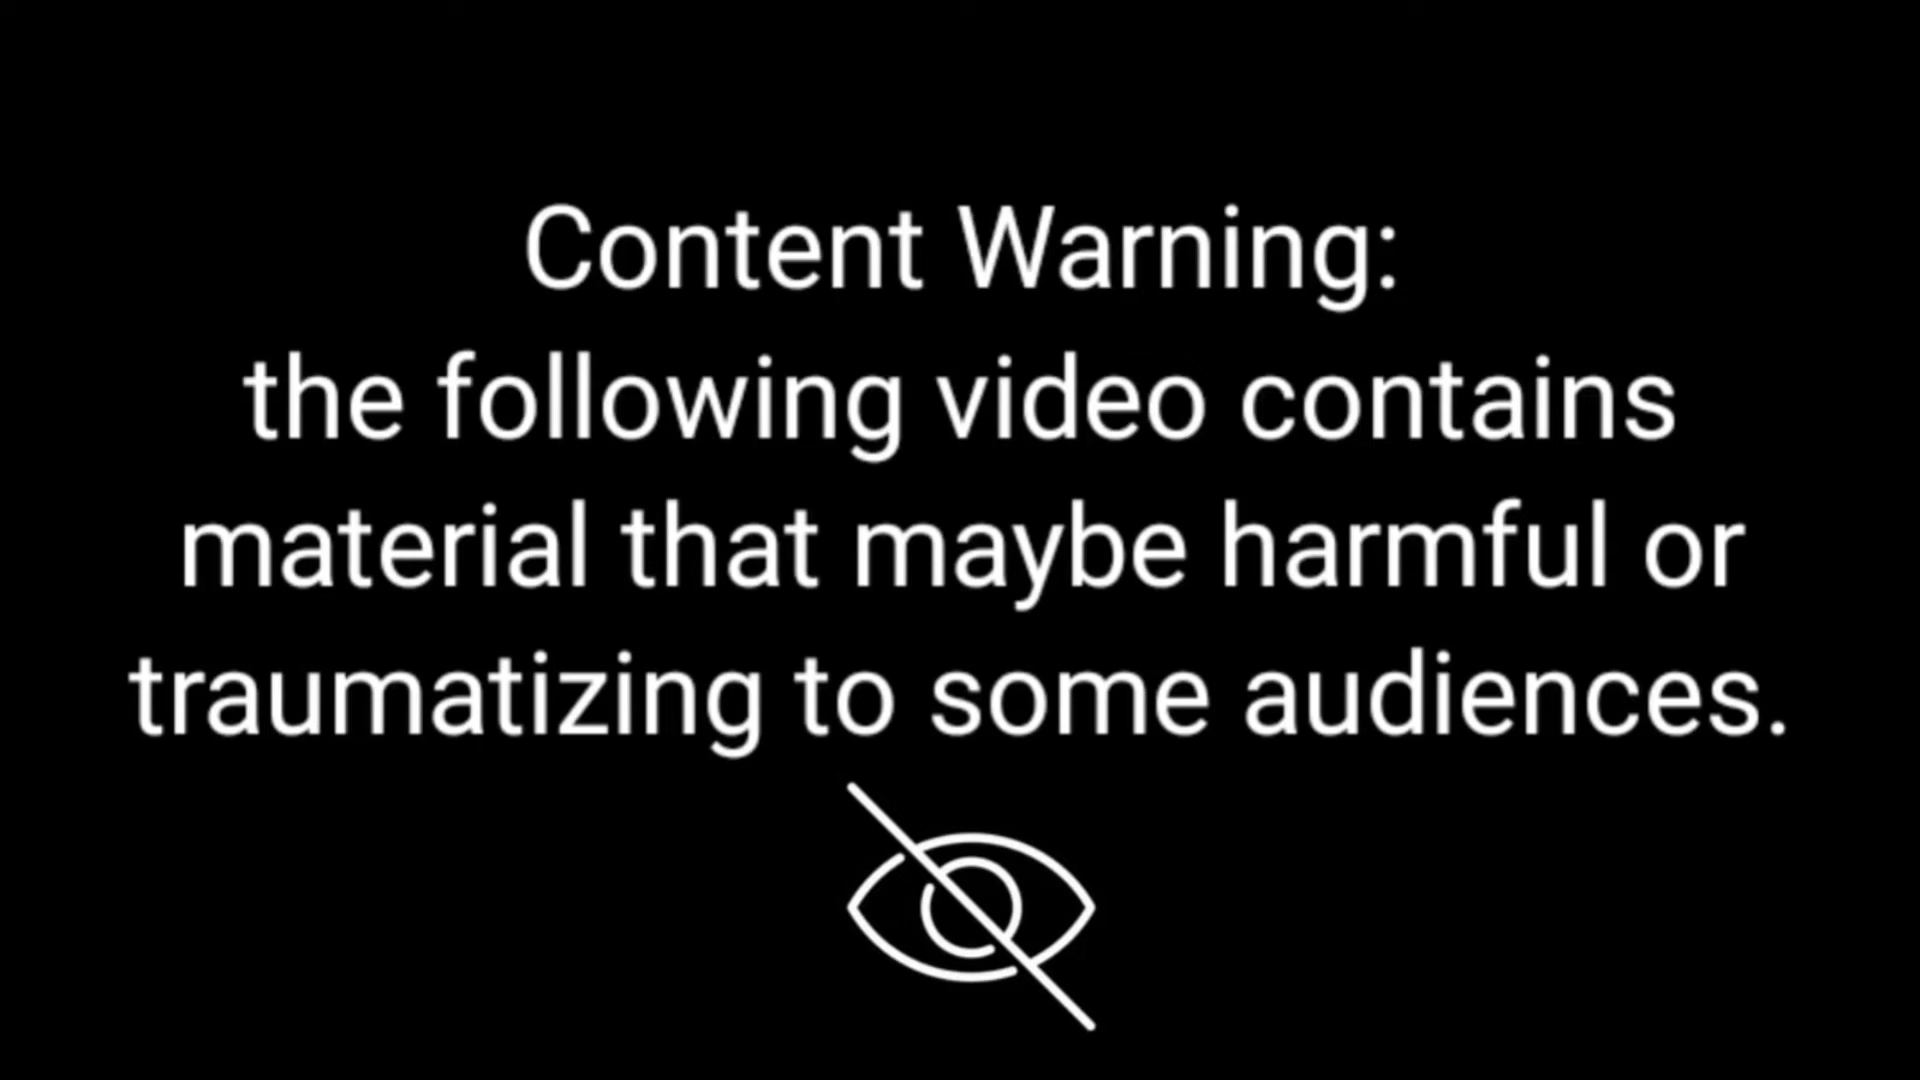 Content Warning:
the following video contains
material that maybe harmful or
traumatizing to some audiences.